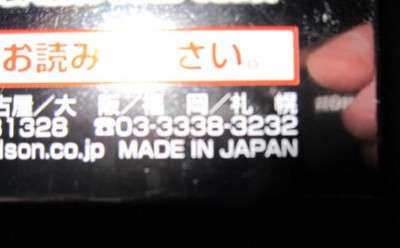 お読み さい。
古屋/大 阪/福 岡/札 幌
31328 ☎03-3338-3232
lson.co.jp MADE IN JAPAN